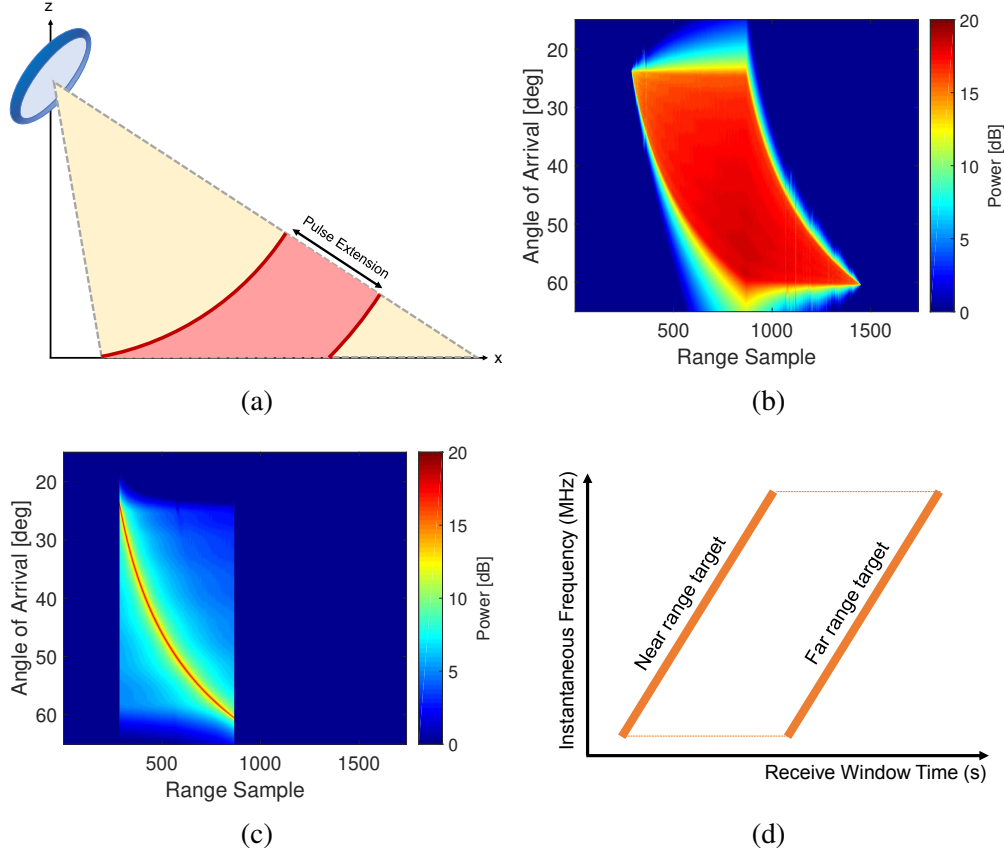 z
Pulse Extension
x
(a)
20
30
40
50
60
Angle of Arrival [deg]
500
1000
1500
Range Sample
20
15
10
5
0
Power [dB]
(b)
20
30
40
50
60
Angle of Arrival [deg]
500
1000
1500
Range Sample
20
15
10
5
0
Power [dB]
(c)
Instantaneous Frequency (MHz)
Near range target
Far range target
Receive Window Time (s)
(d)